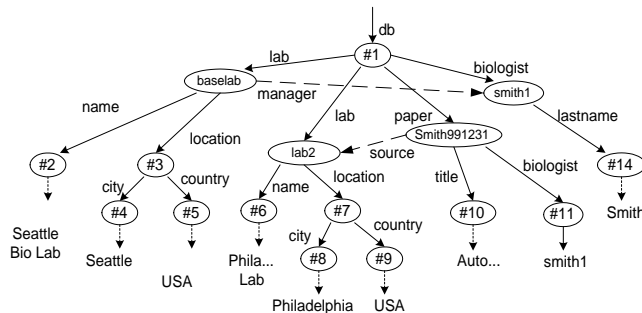 db
#1
lab
biologist
baselab
manager
smith1
name
lab
paper
lastname
location
Smith991231
source
lab2
#2
#3
#14
name
location
title
biologist
city
country
#4
#5
#6
#7
#10
#11
Smith
Seattle
Bio Lab
Seattle
city
country
USA
Phila...
Lab
#8
#9
Auto...
smith1
Philadelphia
USA